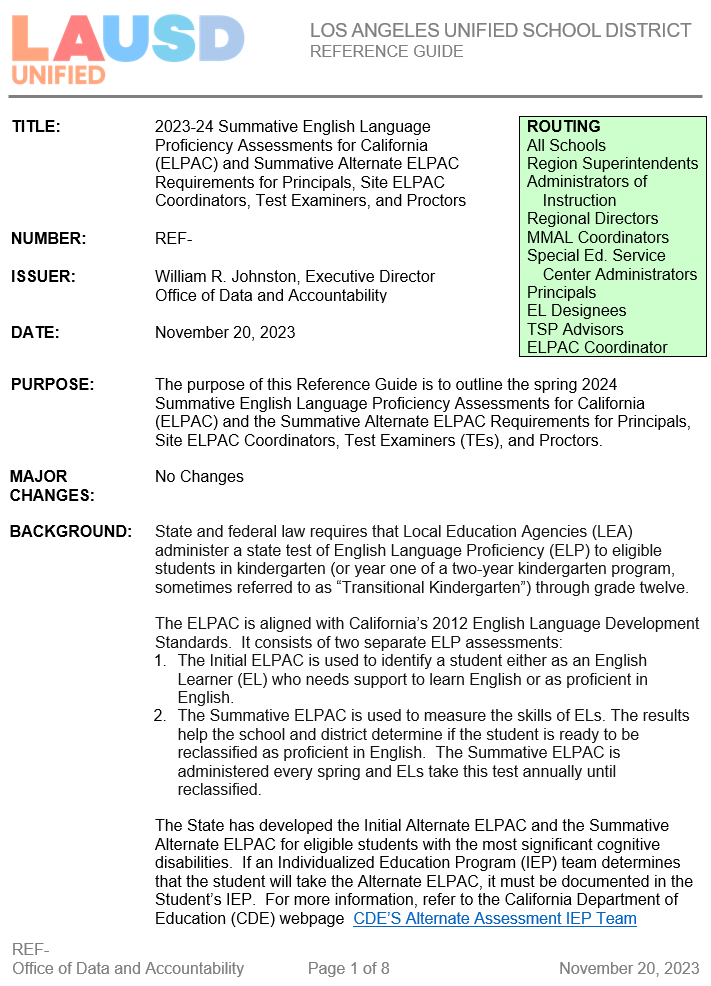 LAUSD
UNIFIED
LOS ANGELES UNIFIED SCHOOL DISTRICT
REFERENCE GUIDE
TITLE:
2023-24 Summative English Language
Proficiency Assessments for California
(ELPAC) and Summative Alternate ELPAC
Requirements for Principals, Site ELPAC
Coordinators, Test Examiners, and Proctors
ROUTING
All Schools
Region Superintendents
Administrators of
Instruction
Regional Directors
MMAL Coordinators
Special Ed. Service
Center Administrators
Principals
EL Designees
TSP Advisors
ELPAC Coordinator
NUMBER:
REF-
ISSUER:
William R. Johnston, Executive Director
Office of Data and Accountability
DATE:
November 20, 2023
PURPOSE:
The purpose of this Reference Guide is to outline the spring 2024
Summative English Language Proficiency Assessments for California
(ELPAC) and the Summative Alternate ELPAC Requirements for Principals,
Site ELPAC Coordinators, Test Examiners (TEs), and Proctors.
MAJOR
CHANGES:
No Changes
BACKGROUND:
State and federal law requires that Local Education Agencies (LEA)
administer a state test of English Language Proficiency (ELP) to eligible
students in kindergarten (or year one of a two-year kindergarten program,
sometimes referred to as “Transitional Kindergarten”) through grade twelve.
The ELPAC is aligned with California’s 2012 English Language Development
Standards.  It consists of two separate ELP assessments:
1. The Initial ELPAC is used to identify a student either as an English
Learner (EL) who needs support to learn English or as proficient in
English.
2. The Summative ELPAC is used to measure the skills of ELs. The results
help the school and district determine if the student is ready to be
reclassified as proficient in English.  The Summative ELPAC is
administered every spring and ELs take this test annually until
reclassified.
The State has developed the Initial Alternate ELPAC and the Summative
Alternate ELPAC for eligible students with the most significant cognitive
disabilities.  If an Individualized Education Program (IEP) team determines
that the student will take the Alternate ELPAC, it must be documented in the
Student’s IEP.  For more information, refer to the California Department of
Education (CDE) webpage  CDE’S Alternate Assessment IEP Team
REF-
Office of Data and Accountability
Page 1 of 8
November 20, 2023